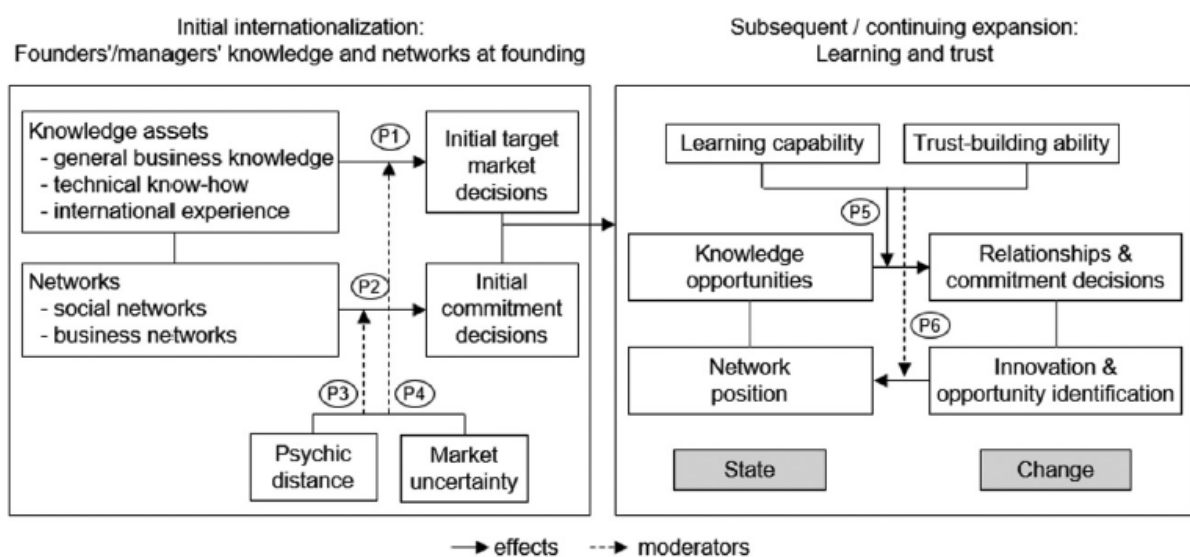 Initial internationalization:
Founders'/managers' knowledge and networks at founding
Knowledge assets
- general business knowledge
- technical know-how
- international experience
Networks
- social networks
- business networks
P1
P2
P3
P4
Initial target
market
decisions
Initial
commitment
decisions
Psychic
distance
Market
uncertainty
Subsequent / continuing expansion:
Learning and trust
Learning capability
Trust-building ability
P5
Knowledge
opportunities
Relationships &
commitment decisions
P6
Network
position
Innovation &
opportunity identification
State
Change
effects
moderators